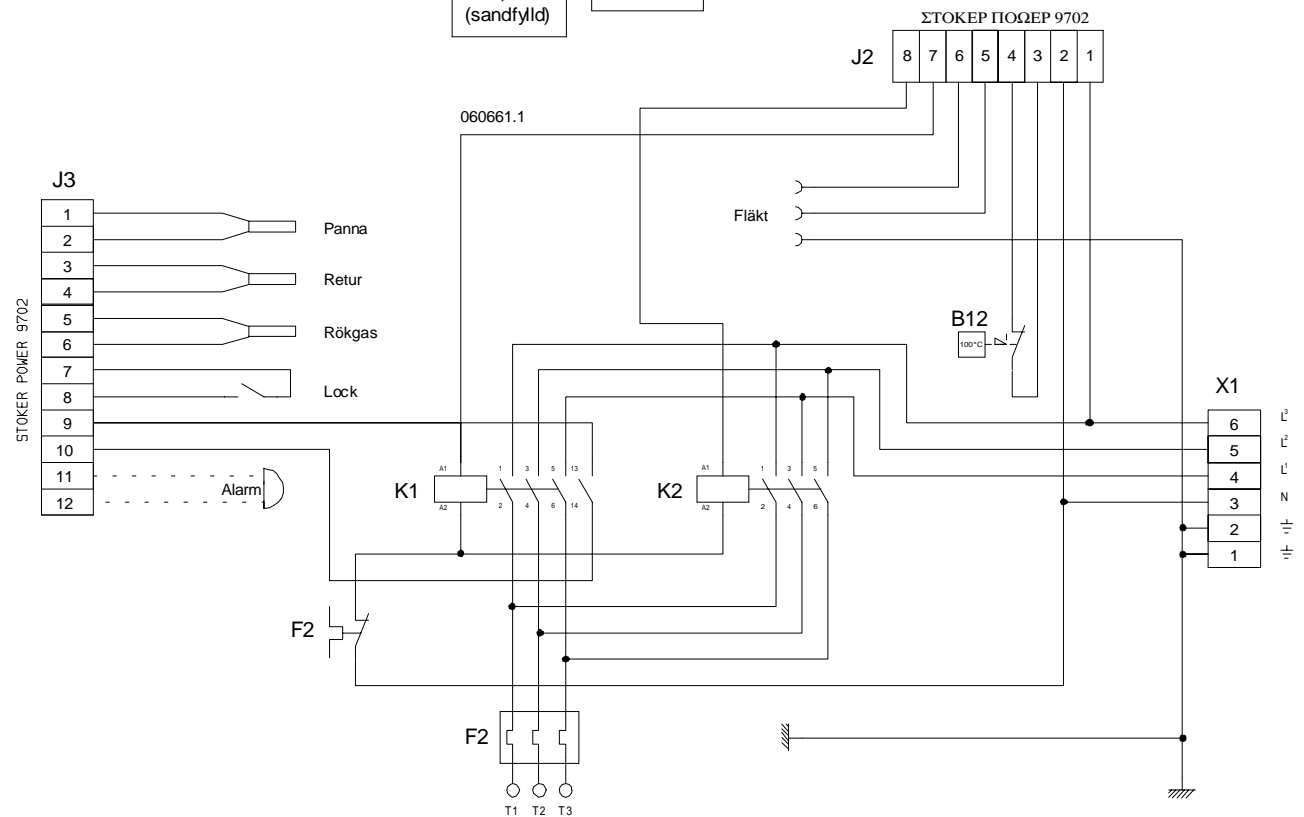 (sandfylld)
ΣΤΟΚΕΡ ΠΟΩΕΡ 9702
J2 8 7 6 5 4 3 2 1
060661.1
J3
STOKER POWER 9702
1
2
Panna
3
4
Retur
5
6
Rökgas
7
8
Lock
9
10
11
12
Alarm
Fläkt
B12
100°C
X1
6 L3
5 L2
4 L1
3 N
2
1
K1
A1 1 3 5 13
A2 2 4 6 14
K2
A1 1 3 5
A2 2 4 6
F2
F2
T1 T2 T3